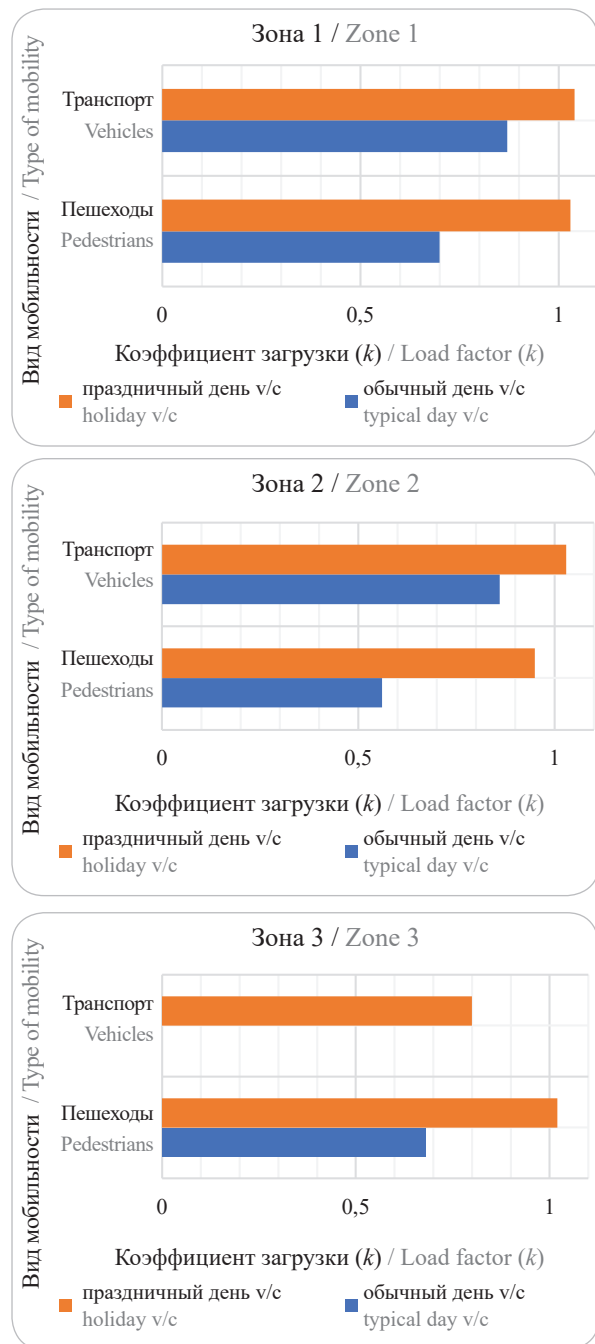 Зона 1 / Zone 1
Вид мобильности / Type of mobility
Транспорт
Vehicles
Пешеходы
Pedestrians
0 0,5 1
Коэффициент загрузки (k) / Load factor (k)
праздничный день v/c обычный день v/c
holiday v/c typical day v/c
Зона 2 / Zone 2
Вид мобильности / Type of mobility
Транспорт
Vehicles
Пешеходы
Pedestrians
0 0,5 1
Коэффициент загрузки (k) / Load factor (k)
праздничный день v/c обычный день v/c
holiday v/c typical day v/c
Зона 3 / Zone 3
Вид мобильности / Type of mobility
Транспорт
Vehicles
Пешеходы
Pedestrians
0 0,5 1
Коэффициент загрузки (k) / Load factor (k)
праздничный день v/c обычный день v/c
holiday v/c typical day v/c